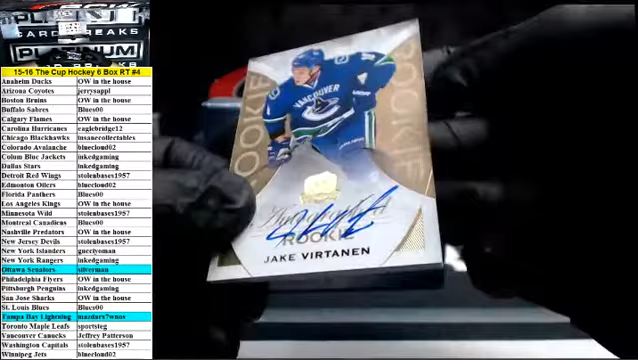 CARD BREAKS
PLATINUM
15-16 The Cup Hockey 6 Box RT #4
Anaheim Ducks OW in the house
Arizona Coyotes jerrysappl
Boston Bruins OW in the house
Buffalo Sabres Blues00
Calgary Flames OW in the house
Carolina Hurricanes eaglebridge12
Chicago Blackhawks insanecollectables
Colorado Avalanche bluecloud02
Colum Bluc Jackets inkedgaming
Dallas Stars inkedgaming
Detroit Red Wings stolenbases1957
Edmonton Oilers bluecloud02
Florida Panthers Blues00
Los Angeles Kings OW in the house
Minnesota Wild stolenbases1957
Montreal Canadiens Blues00
Nashville Predators OW in the house
New Jersey Devils stolenbases1957
New York Islanders gucciyoman
New York Rangers inkedgaming
Ottawa Senators silverman
Philadelphia Flyers OW in the house
Pittsburgh Penguins inkedgaming
San Jose Sharks OW in the house
St. Louis Blues Blues00
Tampa Bay Lightning mazdarx7wnos
Toronto Maple Leafs sportsteg
Vancouver Canucks Jeffrey Patterson
Washington Capitals stolenbases1957
Winnipeg Jets bluecloud02
ROOKIE
VANCOUVER
Autographed
ROOKIE
JAKE VIRTANEN